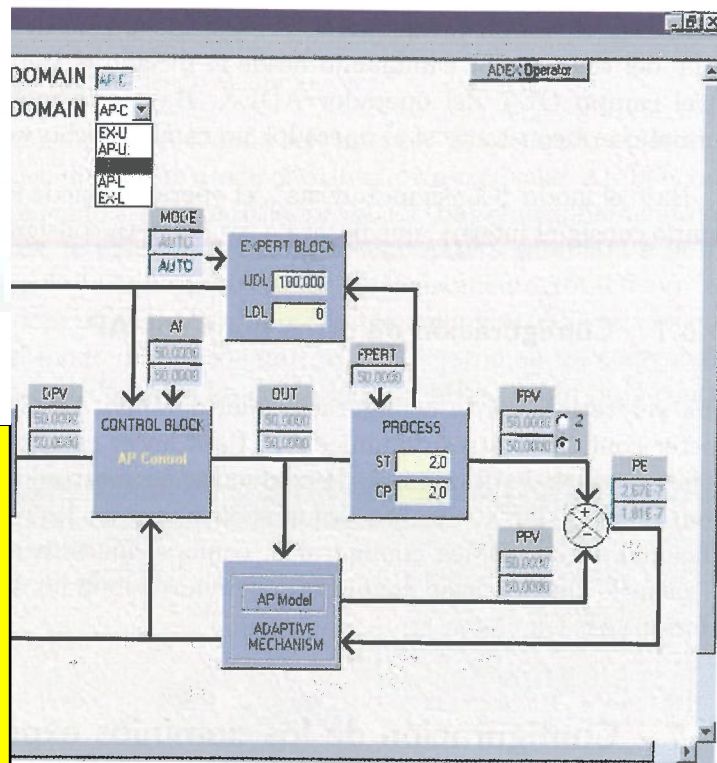 DOMAIN AP-C
ADEX Operator
DOMAIN AP-C
EX-U
AP-U
AP-L
EX-L
MODE
AUTO
AUTO
EXPERT BLOCK
UDL 100.000
LDL 0
AI
50,0000
50,0000
FPERT
50,0000
DPV
50,0000
50,0000
CONTROL BLOCK
AP Control
OUT
50,0000
50,0000
PROCESS
ST 2,0
CP 2,0
FPV
50,0000 2
50,0000 1
PE
2,67E-7
1,81E-7
+
-
PPV
50,0000
50,0000
AP Model
ADAPTIVE
MECHANISM